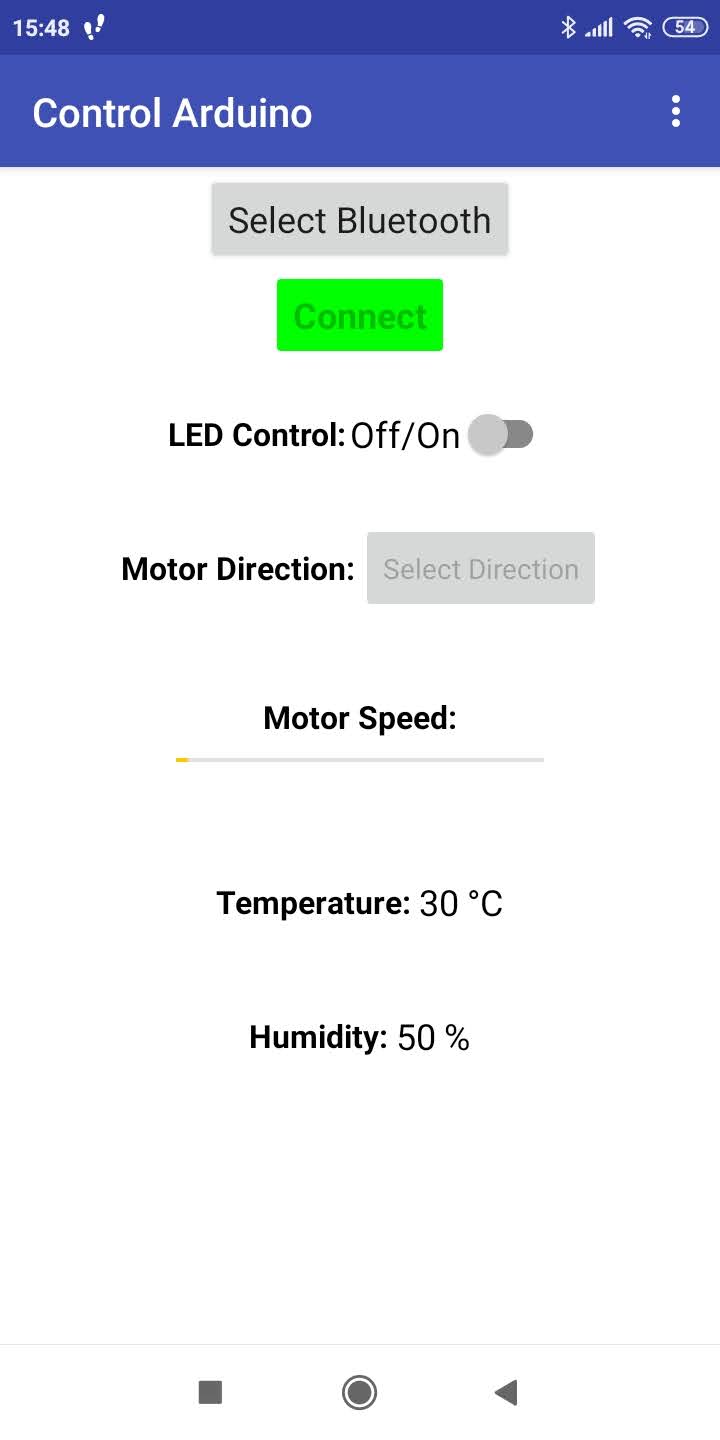 15:48 54
Control Arduino
Select Bluetooth
Connect
LED Control: Off/On
Motor Direction: Select Direction
Motor Speed:
Temperature: 30 °C
Humidity: 50 %